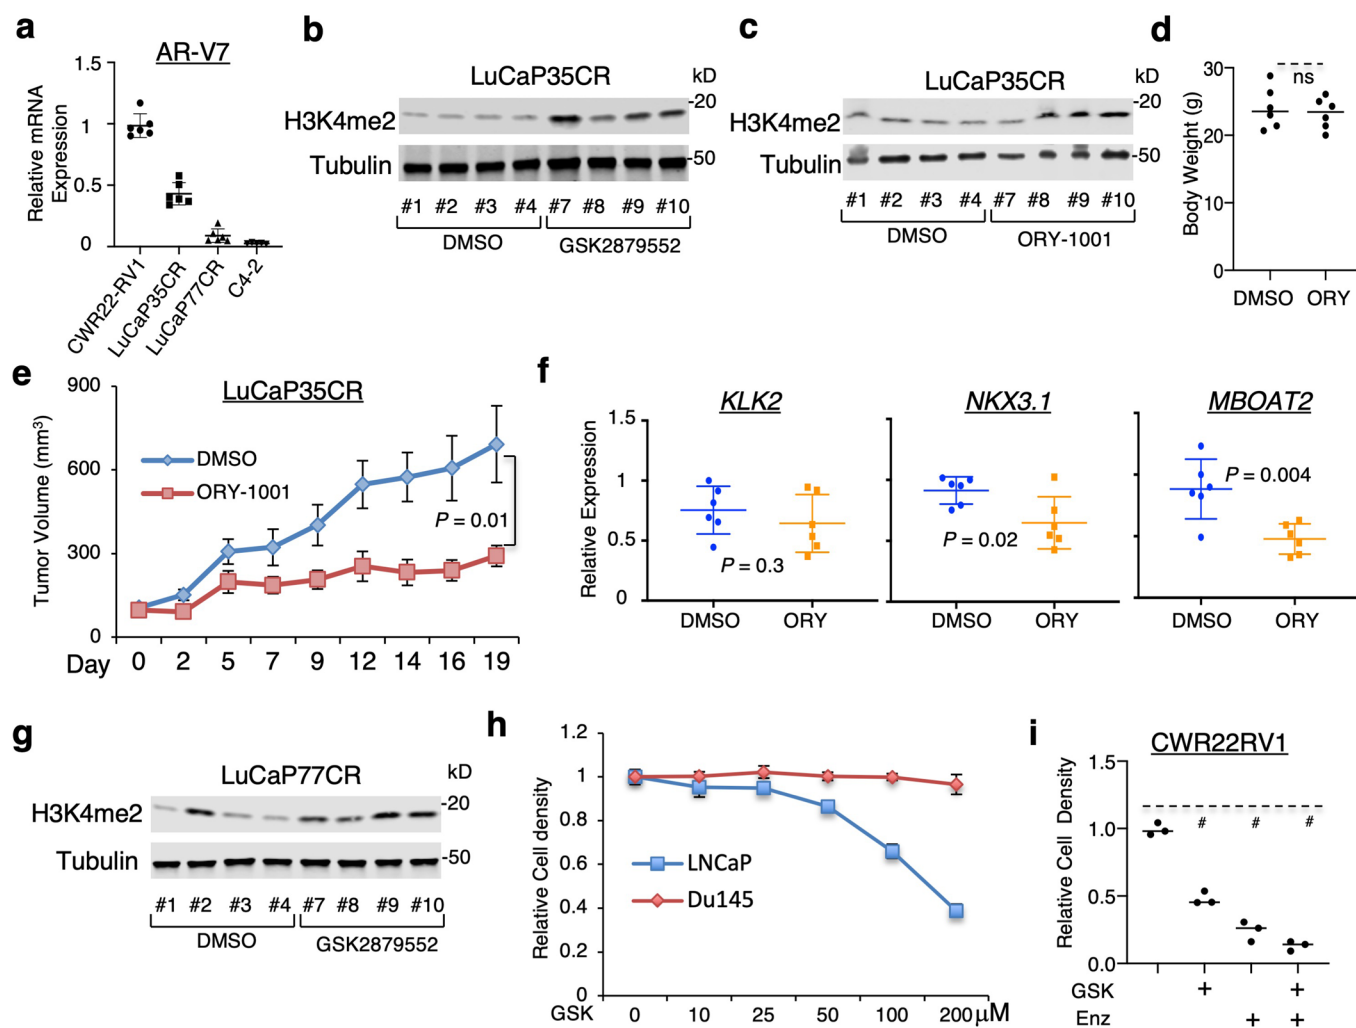 a
AR-V7
Relative mRNA
Expression
1.5
1
0.5
0
CWR22-RV1
LuCaP35CR
LuCaP77CR
C4-2
b
LuCaP35CR
kD
H3K4me2
-20
Tubulin
-50
#1 #2 #3 #4 #7 #8 #9 #10
DMSO GSK2879552
c
LuCaP35CR
kD
H3K4me2
-20
Tubulin
-50
#1 #2 #3 #4 #7 #8 #9 #10
DMSO ORY-1001
d
Body Weight (g)
30
20
10
0
ns
DMSO ORY
e
LuCaP35CR
Tumor Volume (mm³)
900
600
300
0
DMSO
ORY-1001
P = 0.01
Day 0 2 5 7 9 12 14 16 19
f
Relative Expression
1.5
1
0.5
0
KLK2
P = 0.3
DMSO ORY
NKX3.1
P = 0.02
DMSO ORY
MBOAT2
P = 0.004
DMSO ORY
g
LuCaP77CR
kD
H3K4me2
-20
Tubulin
-50
#1 #2 #3 #4 #7 #8 #9 #10
DMSO GSK2879552
h
Relative Cell density
1.2
1
0.8
0.6
0.4
0.2
0
LNCaP
Du145
GSK 0 10 25 50 100 200 μM
i
CWR22RV1
Relative Cell Density
1.5
1.0
0.5
0.0
# # #
GSK + +
Enz + +